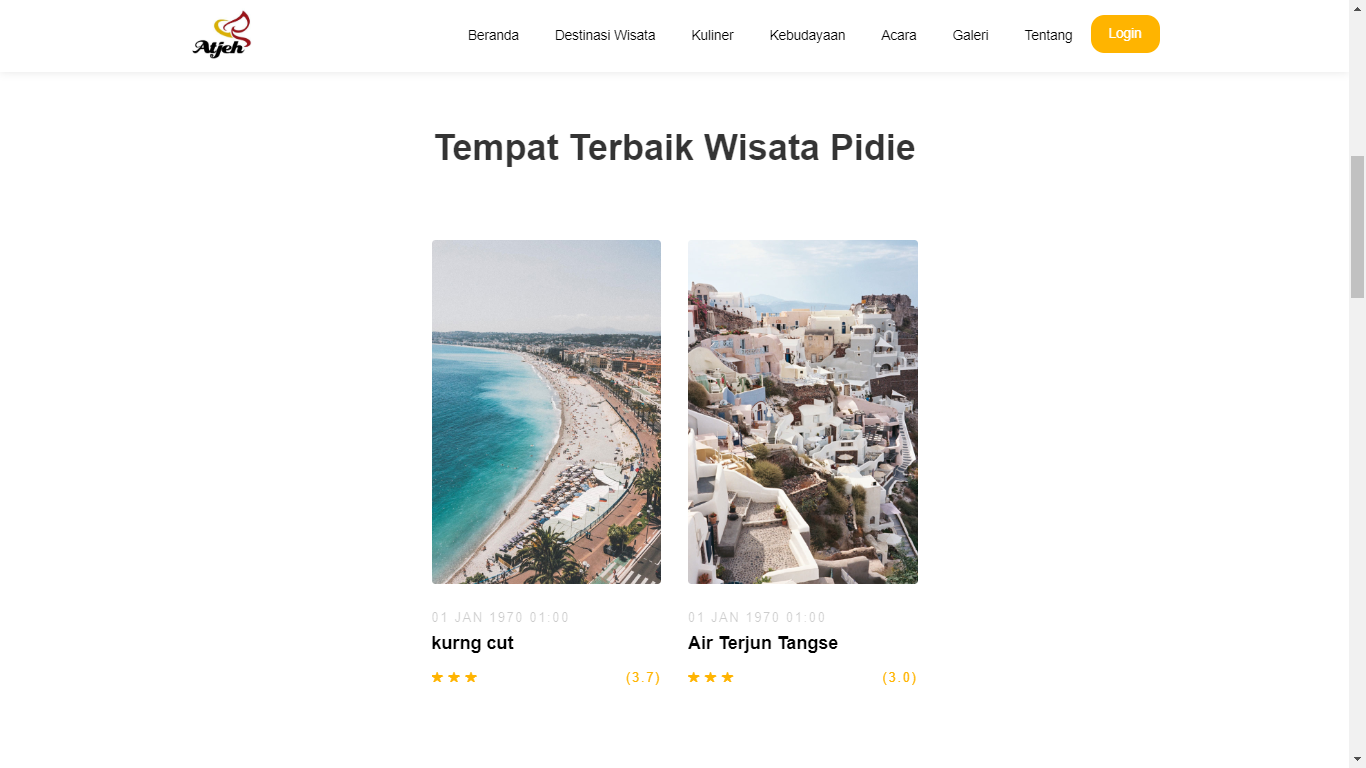 Atjeh
Beranda Destinasi Wisata Kuliner Kebudayaan Acara Galeri Tentang Login
Tempat Terbaik Wisata Pidie
01 JAN 1970 01:00
kurng cut
(3.7)
01 JAN 1970 01:00
Air Terjun Tangse
(3.0)